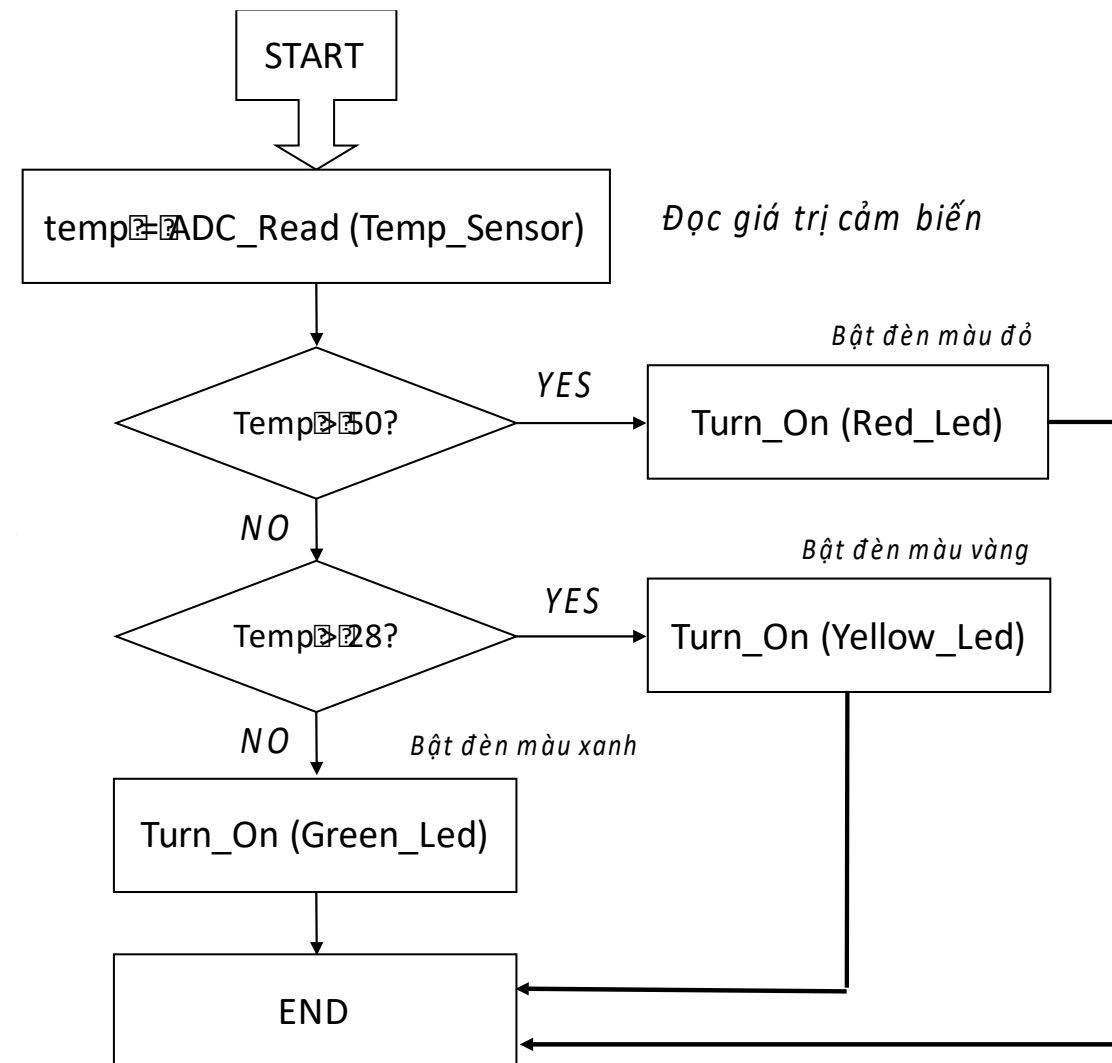 START
temp = ADC_Read (Temp_Sensor)
Đọc giá trị cảm biến
Bật đèn màu đỏ
YES
Temp > 50?
Turn_On (Red_Led)
NO
Bật đèn màu vàng
YES
Temp > 28?
Turn_On (Yellow_Led)
NO
Bật đèn màu xanh
Turn_On (Green_Led)
END